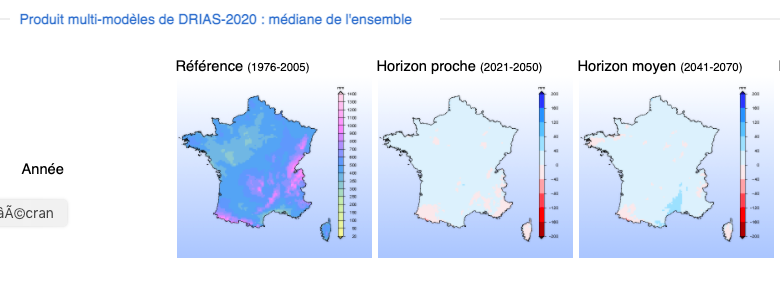 Produit multi-modèles de DRIAS-2020 : médiane de l'ensemble
Référence (1976-2005)
Horizon proche (2021-2050)
Horizon moyen (2041-2070)
Année
âÃ©cran